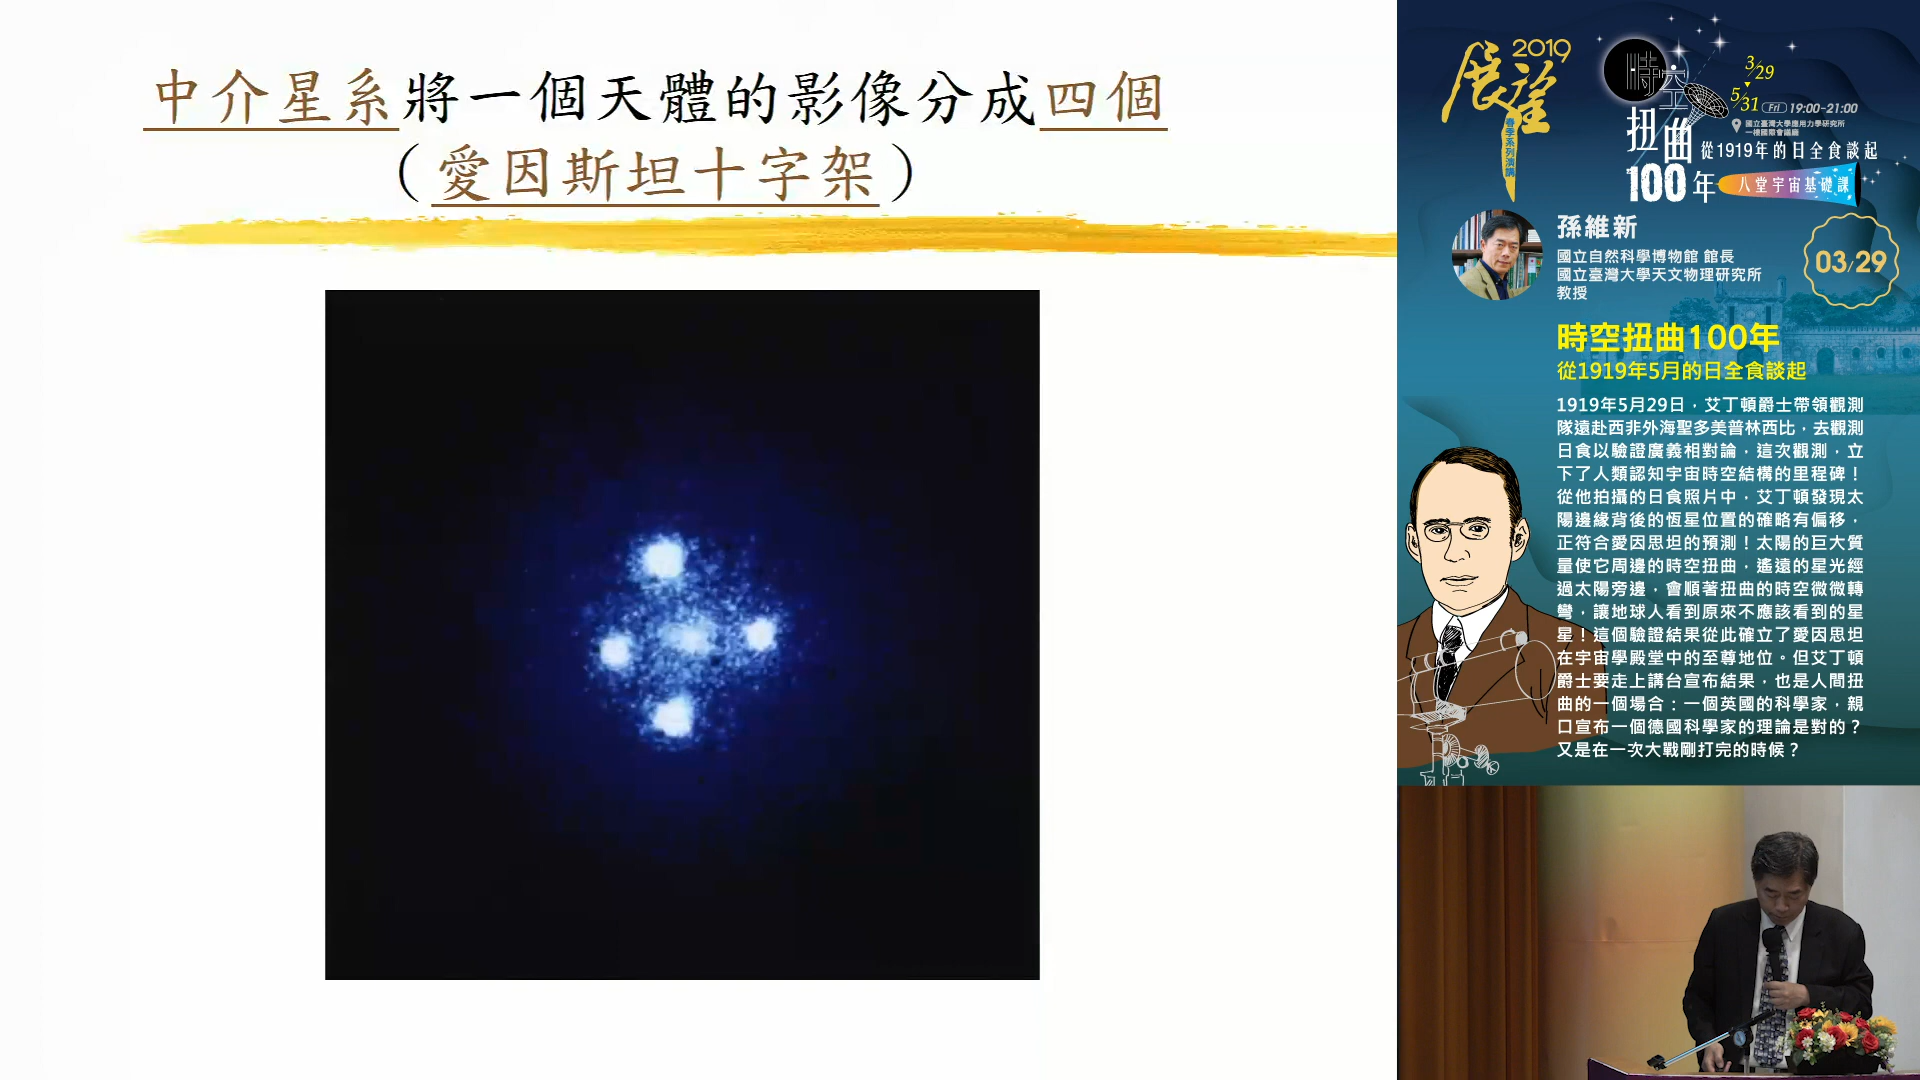 中介星系將一個天體的影像分成四個
（愛因斯坦十字架）
2019
展望
春季系列演講
時空
扭曲
100年
3/29
5/31 Fri 19:00-21:00
國立臺灣大學應用力學研究所
一樓國際會議廳
從1919年的日全食談起
八堂宇宙基礎課
孫維新
國立自然科學博物館 館長
國立臺灣大學天文物理研究所
教授
03/29
時空扭曲100年
從1919年5月的日全食談起
1919年5月29日，艾丁頓爵士帶領觀測
隊遠赴西非外海聖多美普林西比，去觀測
日食以驗證廣義相對論，這次觀測，立
下了人類認知宇宙時空結構的里程碑！
從他拍攝的日食照片中，艾丁頓發現太
陽邊緣背後的恆星位置的確略有偏移，
正符合愛因思坦的預測！太陽的巨大質
量使它周邊的時空扭曲，遙遠的星光經
過太陽旁邊，會順著扭曲的時空微微轉
彎，讓地球人看到原來不應該看到的星
星！這個驗證結果從此確立了愛因思坦
在宇宙學殿堂中的至尊地位。但艾丁頓
爵士要走上講台宣布結果，也是人間扭
曲的一個場合：一個英國的科學家，親
口宣布一個德國科學家的理論是對的？
又是在一次大戰剛打完的時候？